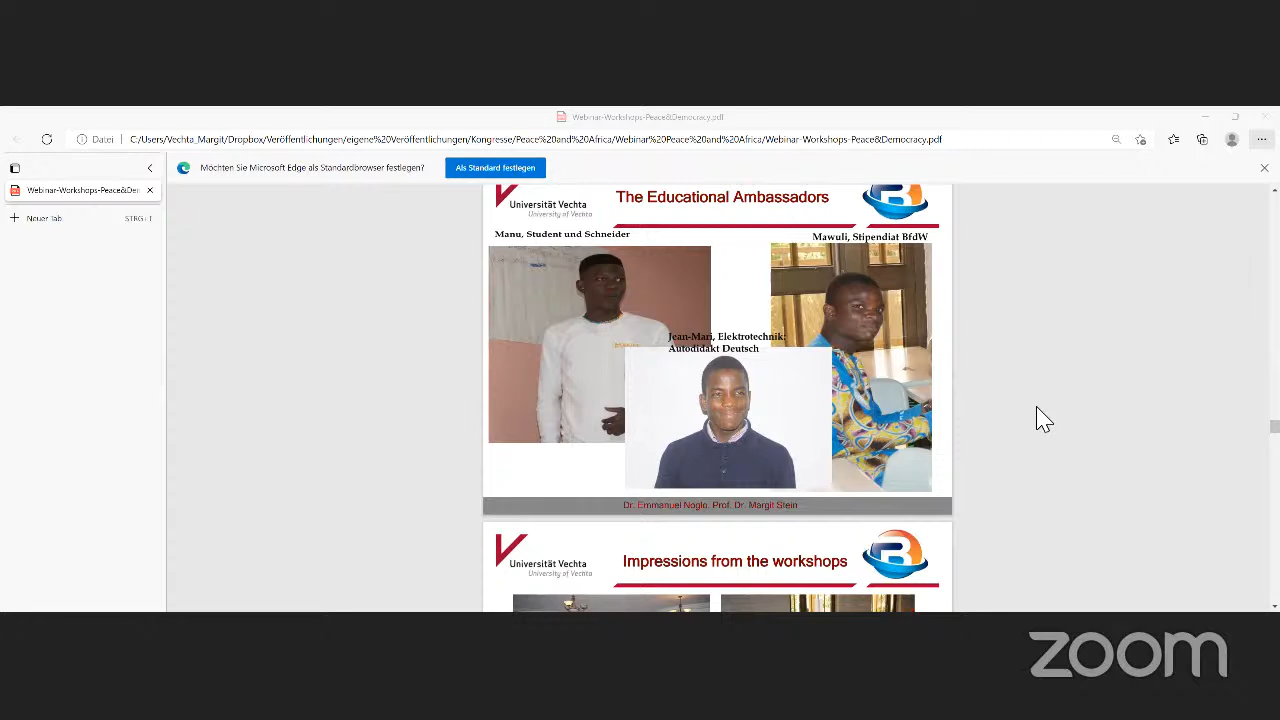 Webinar-Workshops-Peace&Democracy.pdf
Datei
C:/Users/Vechta_Margit/Dropbox/Veröffentlichungen/eigene%20Veröffentlichungen/Kongresse/Peace%20and%20Africa/Webinar%20Peace%20and%20Africa/Webinar-Workshops-Peace&Democracy.pdf
Möchten Sie Microsoft Edge als Standardbrowser festlegen?
Als Standard festlegen
Webinar-Workshops-Peace&Den
Neuer Tab
STRG+T
Universität Vechta
University of Vechta
The Educational Ambassadors
B
Manu, Student und Schneider
Mawuli, Stipendiat BfdW
Jean-Mari, Elektrotechnik;
Autodidakt Deutsch
Dr. Emmanuel Noglo, Prof. Dr. Margit Stein
Universität Vechta
University of Vechta
Impressions from the workshops
B
zoom